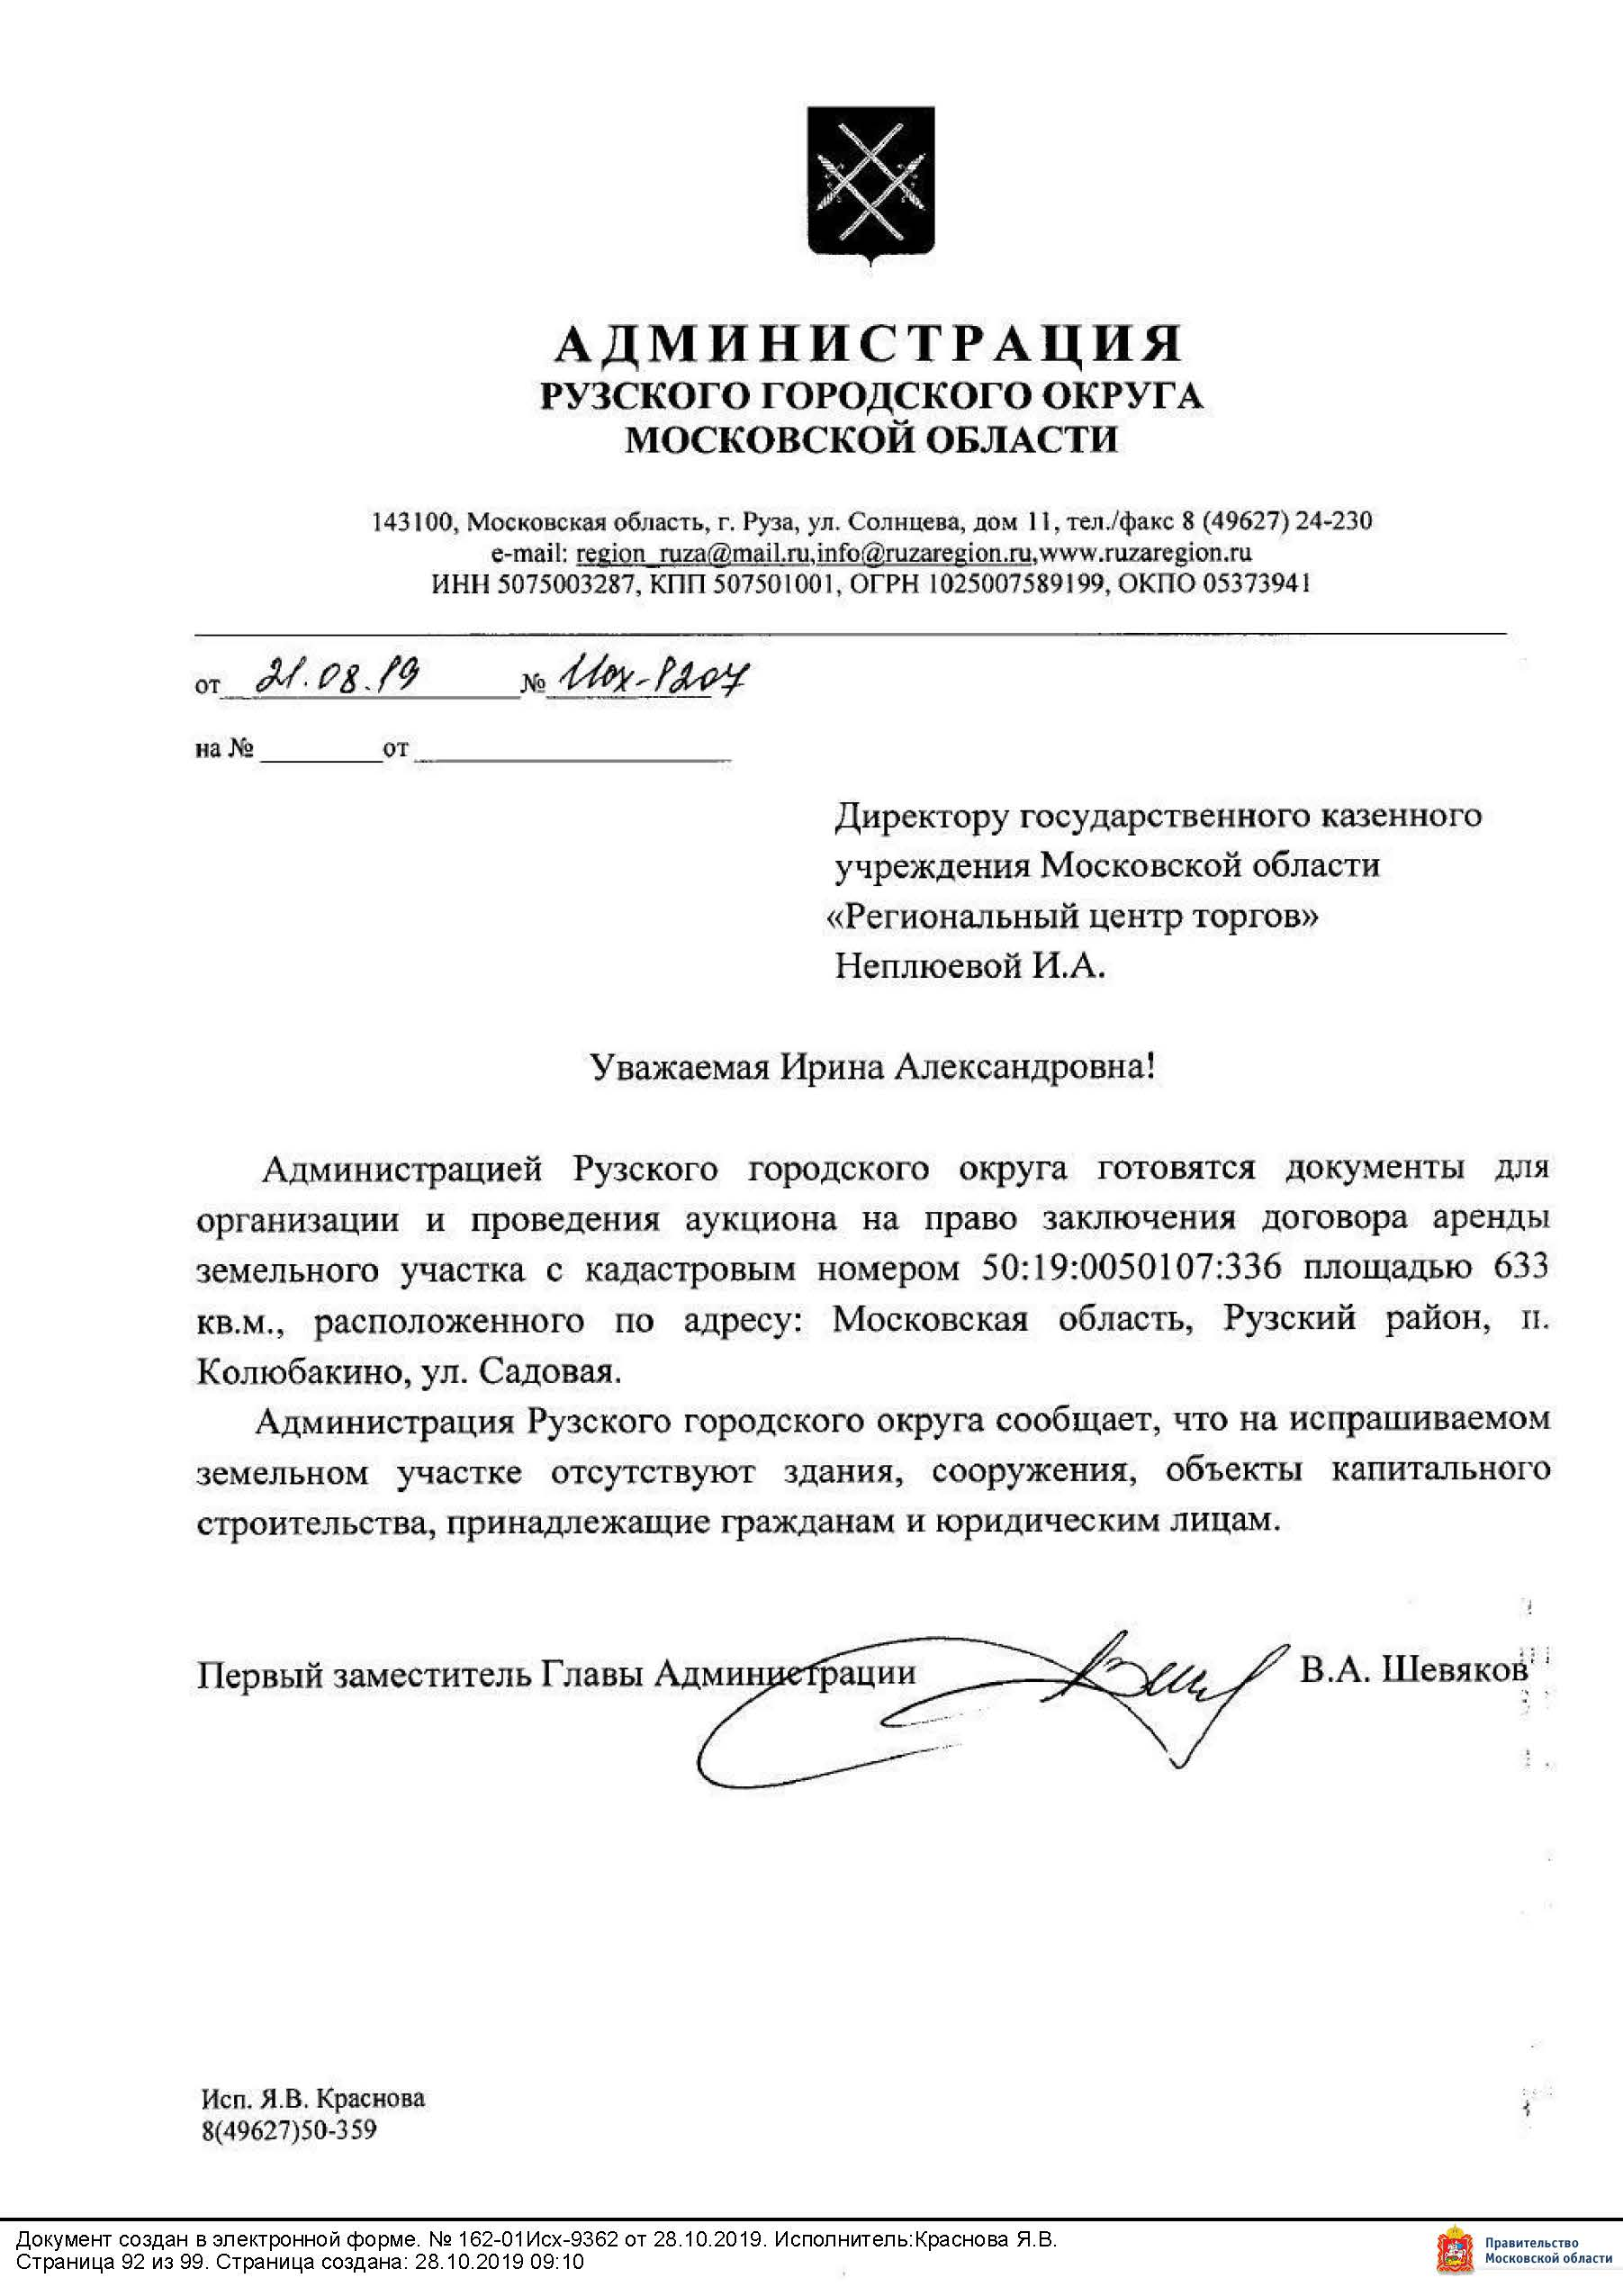 АДМИНИСТРАЦИЯ
РУЗСКОГО ГОРОДСКОГО ОКРУГА
МОСКОВСКОЙ ОБЛАСТИ
143100, Московская область, г. Руза, ул. Солнцева, дом 11, тел./факс 8 (49627) 24-230
e-mail: region_ruza@mail.ru,info@ruzaregion.ru,www.ruzaregion.ru
ИНН 5075003287, КПП 507501001, ОГРН 1025007589199, ОКПО 05373941
от 21.08.19 № Исх-8207
на № от
Директору государственного казенного
учреждения Московской области
«Региональный центр торгов»
Неплюевой И.А.
Уважаемая Ирина Александровна!
Администрацией Рузского городского округа готовятся документы для
организации и проведения аукциона на право заключения договора аренды
земельного участка с кадастровым номером 50:19:0050107:336 площадью 633
кв.м., расположенного по адресу: Московская область, Рузский район, п.
Колюбакино, ул. Садовая.
Администрация Рузского городского округа сообщает, что на испрашиваемом
земельном участке отсутствуют здания, сооружения, объекты капитального
строительства, принадлежащие гражданам и юридическим лицам.
Первый заместитель Главы Администрации В.А. Шевяков
Исп. Я.В. Краснова
8(49627)50-359
Документ создан в электронной форме. № 162-01Исх-9362 от 28.10.2019. Исполнитель:Краснова Я.В.
Страница 92 из 99. Страница создана: 28.10.2019 09:10
Правительство
Московской области